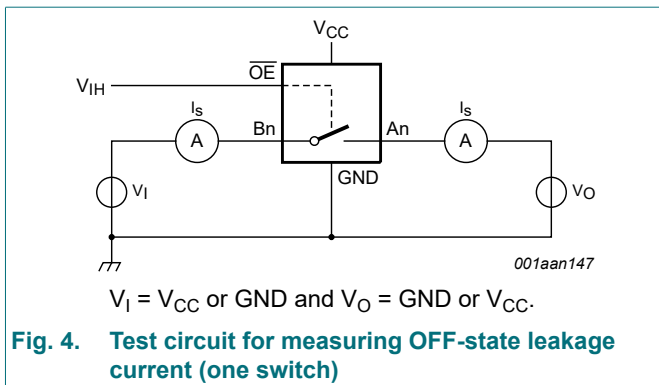 VCC
OE
VIH
IS
IS
Bn
An
A
A
GND
VI
VO
001aan147
VI = VCC or GND and VO = GND or VCC.
Fig. 4. Test circuit for measuring OFF-state leakage
current (one switch)